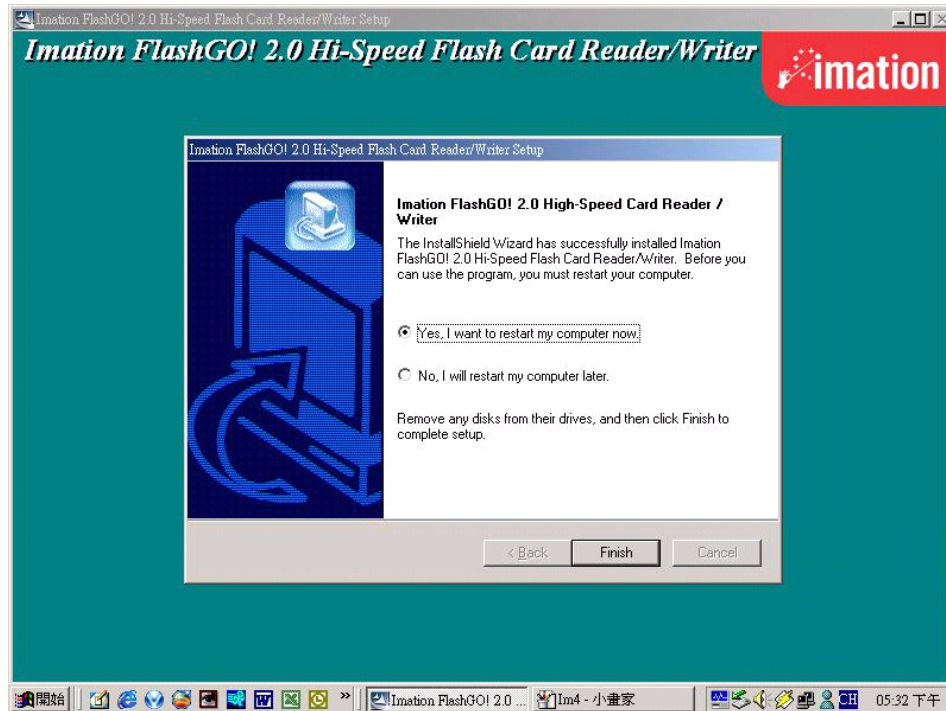 Imation FlashGO! 2.0 Hi-Speed Flash Card Reader/Writer Setup
Imation FlashGO! 2.0 Hi-Speed Flash Card Reader/Writer
imation
Imation FlashGO! 2.0 Hi-Speed Flash Card Reader/Writer Setup
Imation FlashGO! 2.0 High-Speed Card Reader /
Writer
The InstallShield Wizard has successfully installed Imation
FlashGO! 2.0 Hi-Speed Flash Card Reader/Writer. Before you
can use the program, you must restart your computer.
Yes, I want to restart my computer now.
No, I will restart my computer later.
Remove any disks from their drives, and then click Finish to
complete setup.
< Back Finish Cancel
開始 » Imation FlashGO! 2.0 ... Im4 - 小畫家 CH 05:32 下午